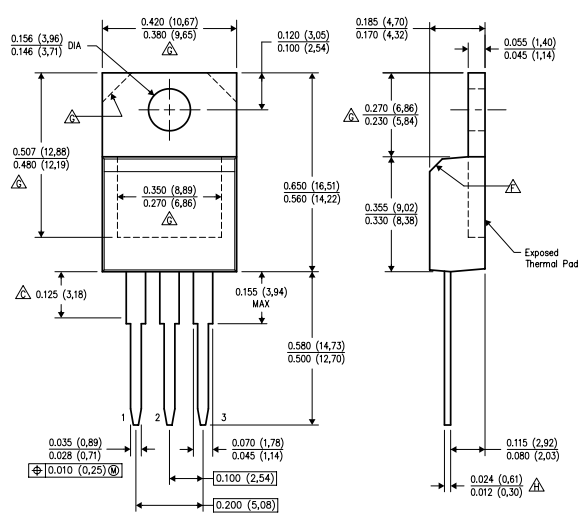 0.420 (10,67)
0.380 (9,65)
G
0.156 (3,96)
0.146 (3,71)
DIA
0.120 (3,05)
0.100 (2,54)
0.185 (4,70)
0.170 (4,32)
0.055 (1,40)
0.045 (1,14)
G
G
0.270 (6,86)
0.230 (5,84)
0.507 (12,88)
0.480 (12,19)
G
0.350 (8,89)
0.270 (6,86)
G
0.650 (16,51)
0.560 (14,22)
F
0.355 (9,02)
0.330 (8,38)
Exposed
Thermal Pad
C 0.125 (3,18)
0.155 (3,94)
MAX
0.580 (14,73)
0.500 (12,70)
1 2 3
0.035 (0,89)
0.028 (0,71)
⌖ 0.010 (0,25) Ⓜ
0.070 (1,78)
0.045 (1,14)
0.100 (2,54)
0.200 (5,08)
0.115 (2,92)
0.080 (2,03)
0.024 (0,61)
0.012 (0,30)
H